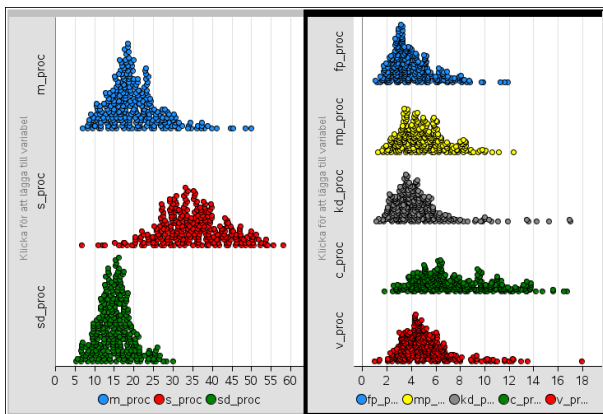 Klicka för att lägga till variabel
m_proc
s_proc
sd_proc
0 5 10 15 20 25 30 35 40 45 50 55 60
m_proc s_proc sd_proc
Klicka för att lägga till variabel
fp_proc
mp_proc
kd_proc
c_proc
v_proc
0 2 4 6 8 10 12 14 16 18
fp_p... mp_... kd_p... c_pr... v_pr...